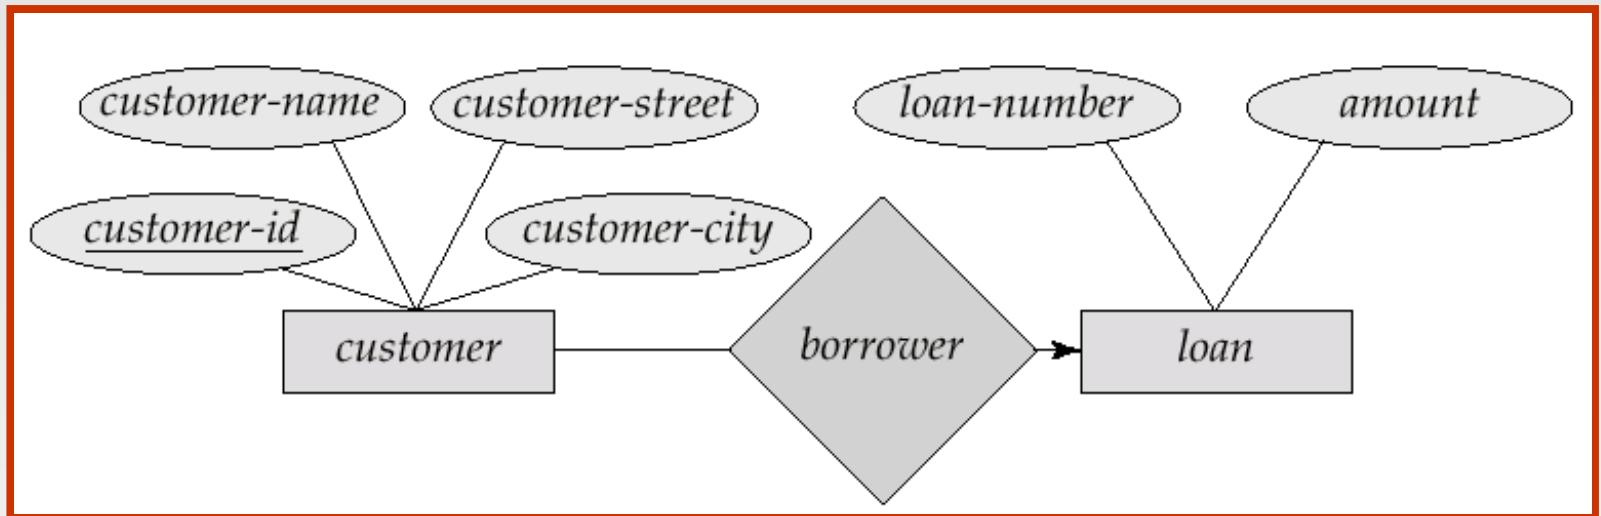 customer-name
customer-street
loan-number
amount
customer-id
customer-city
customer
borrower
loan